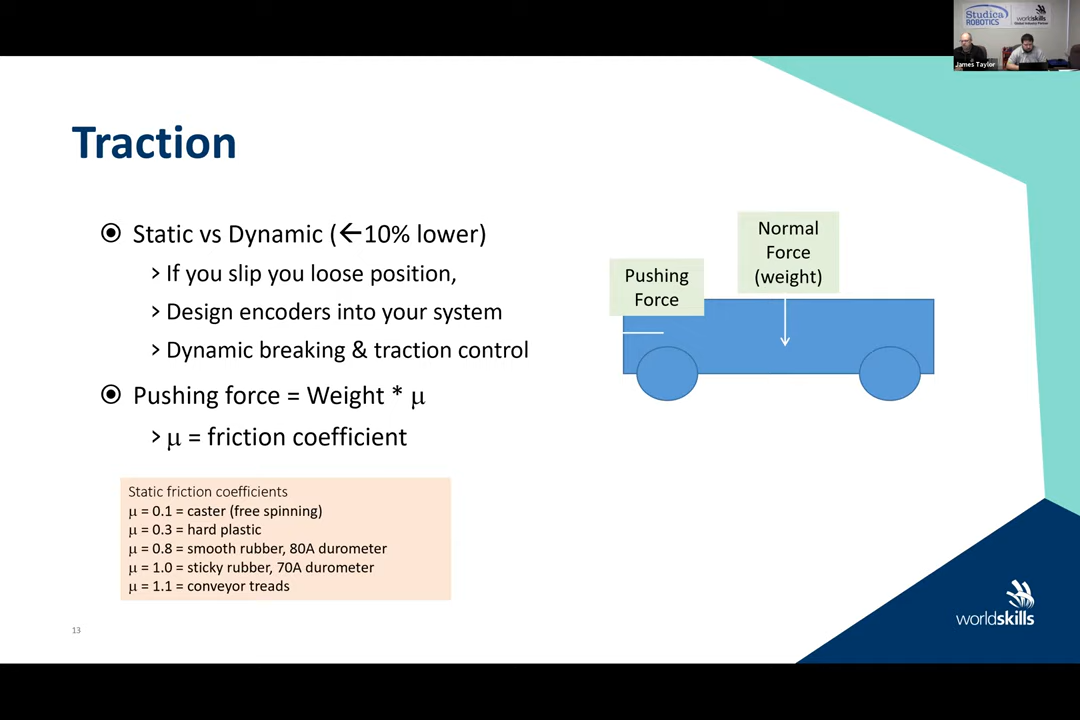 Studica
ROBOTICS
worldskills
Global Industry Partner
James Taylor
Traction
Static vs Dynamic (←10% lower)
› If you slip you loose position,
› Design encoders into your system
› Dynamic breaking & traction control
Pushing force = Weight * μ
› μ = friction coefficient
Static friction coefficients
μ = 0.1 = caster (free spinning)
μ = 0.3 = hard plastic
μ = 0.8 = smooth rubber, 80A durometer
μ = 1.0 = sticky rubber, 70A durometer
μ = 1.1 = conveyor treads
Pushing
Force
Normal
Force
(weight)
13
worldskills